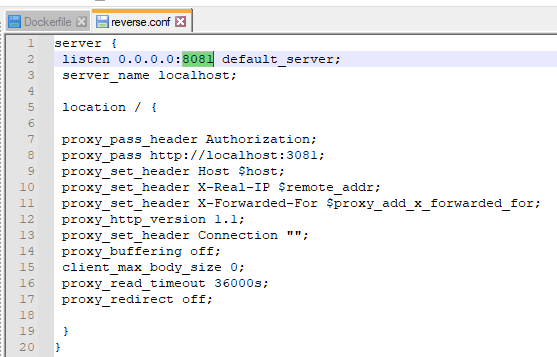 Dockerfile reverse.conf
1 server {
2 listen 0.0.0.0:8081 default_server;
3 server_name localhost;
4
5 location / {
6
7 proxy_pass_header Authorization;
8 proxy_pass http://localhost:3081;
9 proxy_set_header Host $host;
10 proxy_set_header X-Real-IP $remote_addr;
11 proxy_set_header X-Forwarded-For $proxy_add_x_forwarded_for;
12 proxy_http_version 1.1;
13 proxy_set_header Connection "";
14 proxy_buffering off;
15 client_max_body_size 0;
16 proxy_read_timeout 36000s;
17 proxy_redirect off;
18
19 }
20 }